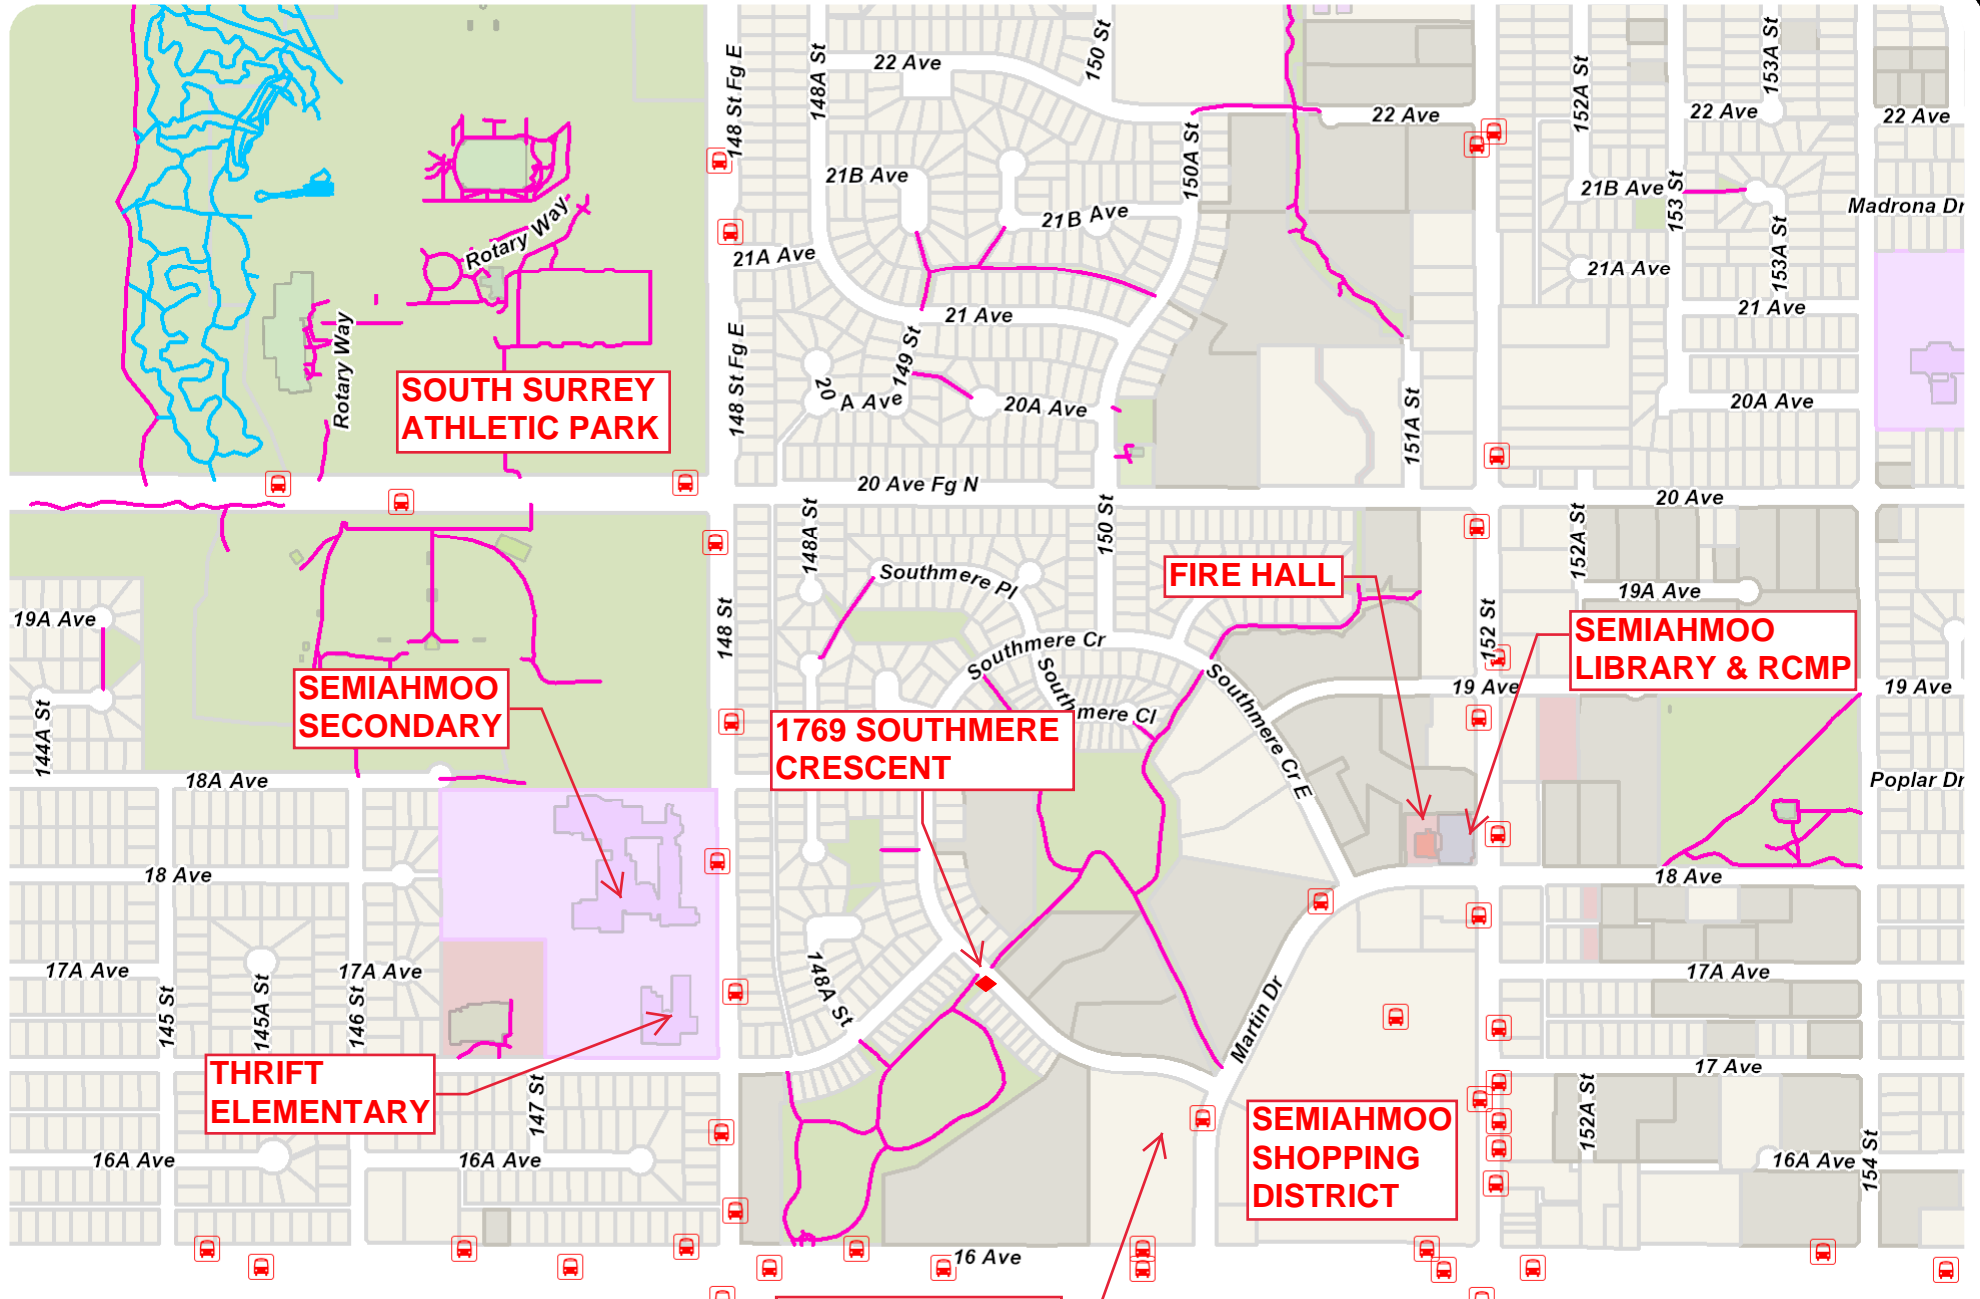 150 St
148 St Fg E
148A St
22 Ave
153A St
152A St
22 Ave
22 Ave
22 Ave
21B Ave
150A St
21B Ave
153 St
Madrona Dr
21B Ave
Rotary Way
21A Ave
21A Ave
153A St
21 Ave
21 Ave
Rotary Way
148 St Fg E
149 St
SOUTH SURREY
ATHLETIC PARK
20
A Ave
20A Ave
151A St
20A Ave
20 Ave Fg N
20 Ave
148A St
150 St
152A St
Southmere Pl
FIRE HALL
19A Ave
19A Ave
148 St
152 St
SEMIAHMOO
LIBRARY & RCMP
Southmere Cr
Southmere Cl
Southmere Cr E
19 Ave
19 Ave
SEMIAHMOO
SECONDARY
144A St
1769 SOUTHMERE
CRESCENT
18A Ave
Poplar Dr
18 Ave
18 Ave
17A Ave
17A Ave
17A Ave
148A St
145 St
145A St
146 St
Martin Dr
THRIFT
ELEMENTARY
147 St
17 Ave
152A St
SEMIAHMOO
SHOPPING
DISTRICT
16A Ave
16A Ave
16A Ave
154 St
16 Ave